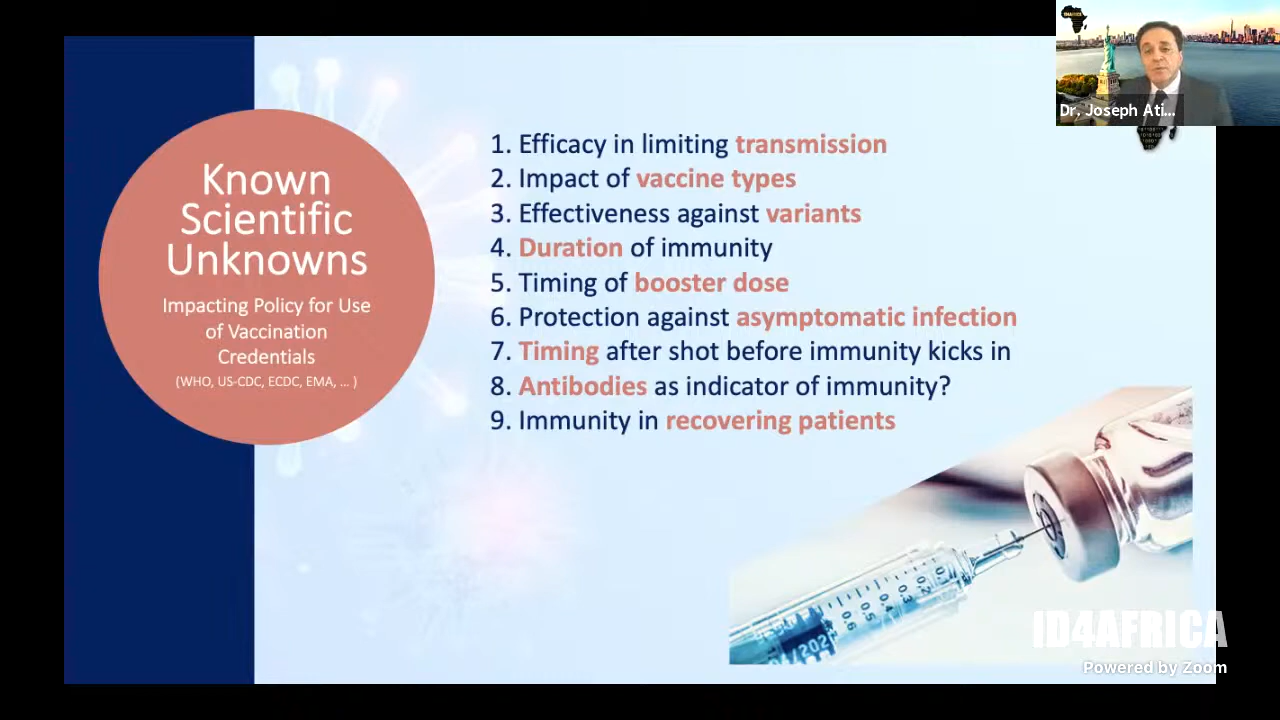 Known
Scientific
Unknowns
Impacting Policy for Use
of Vaccination
Credentials
(WHO, US-CDC, ECDC, EMA, ... )
1. Efficacy in limiting transmission
2. Impact of vaccine types
3. Effectiveness against variants
4. Duration of immunity
5. Timing of booster dose
6. Protection against asymptomatic infection
7. Timing after shot before immunity kicks in
8. Antibodies as indicator of immunity?
9. Immunity in recovering patients
Dr. Joseph Ati...
ID4AFRICA
Powered by Zoom